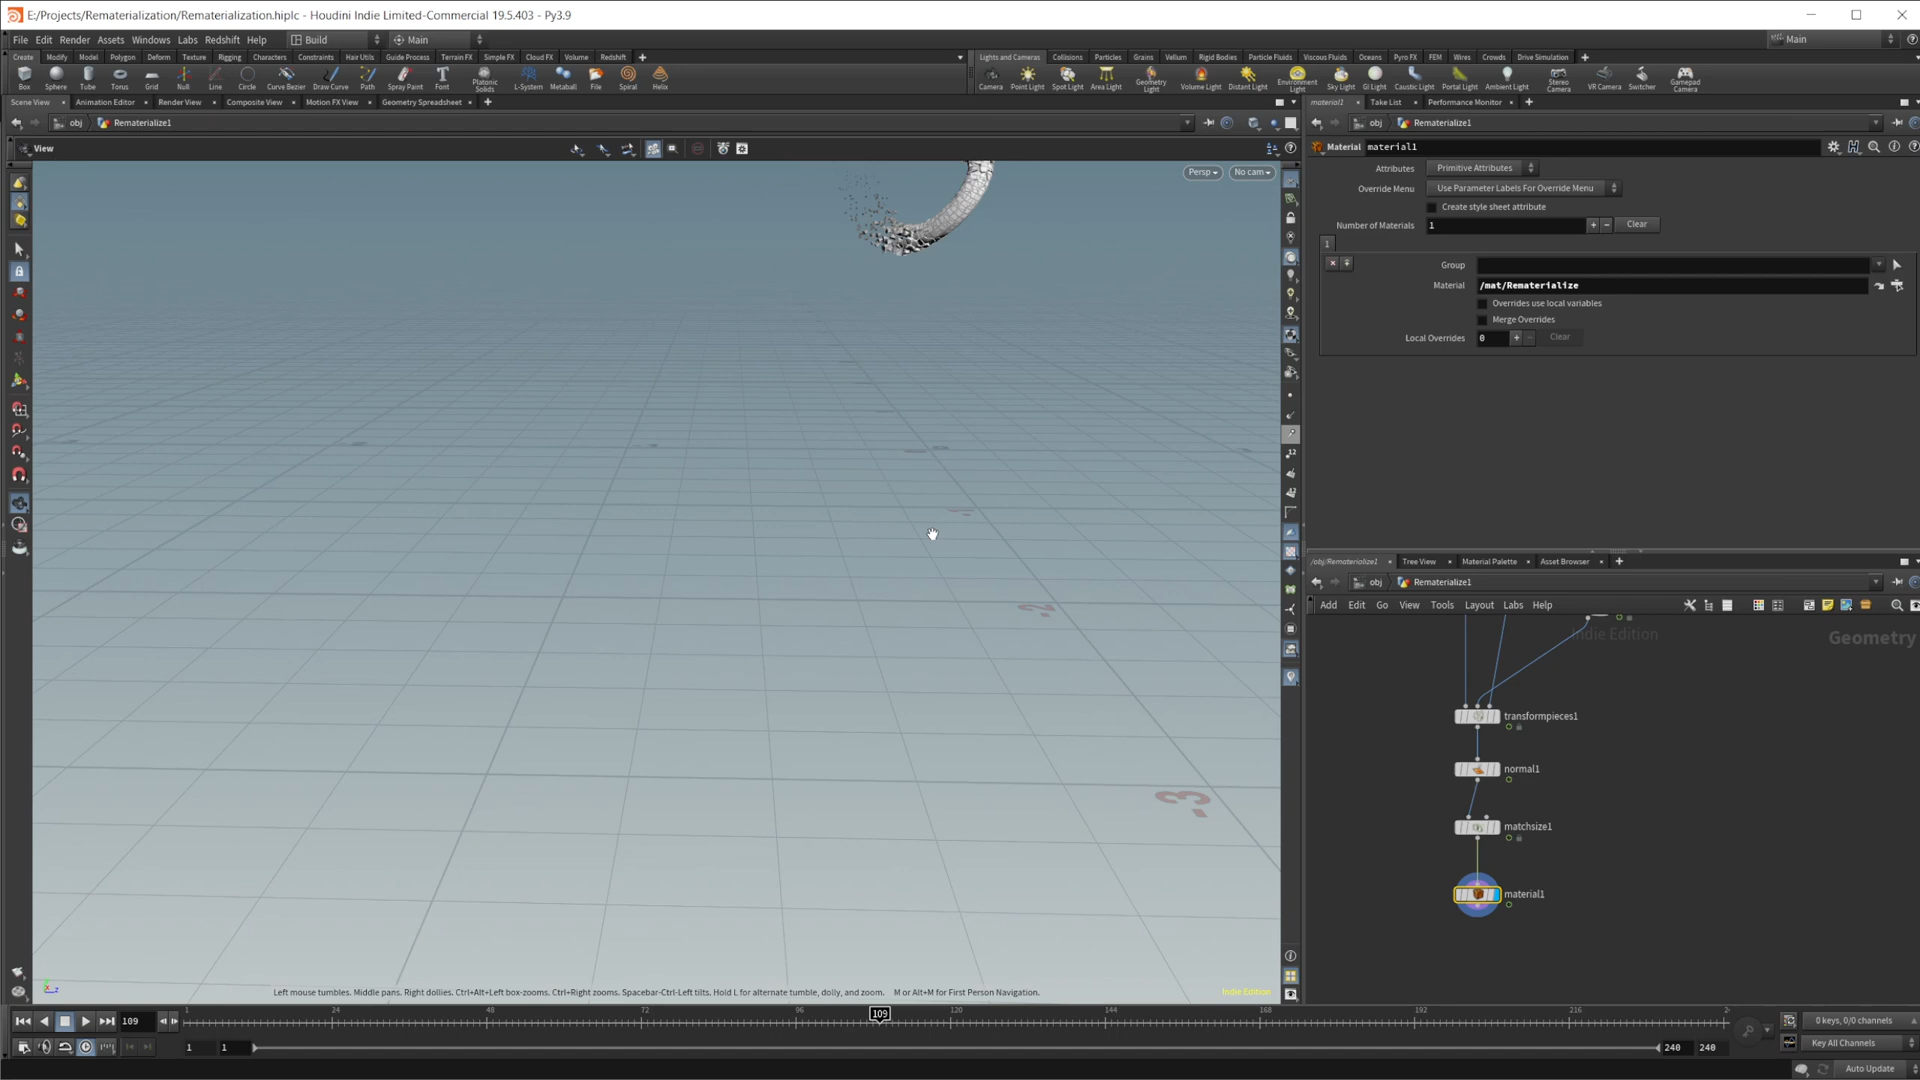 E:/Projects/Rematerialization/Rematerialization.hiplc - Houdini Indie Limited-Commercial 19.5.403 - Py3.9
File Edit Render Assets Windows Labs Redshift Help Build Main Main
Create Modify Model Polygon Deform Texture Rigging Characters Constraints Hair Utils Guide Process Terrain FX Simple FX Cloud FX Volume Redshift
Lights and Cameras Collisions Particles Grains Vellum Rigid Bodies Particle Fluids Viscous Fluids Oceans Pyro FX FEM Wires Crowds Drive Simulation
Box Sphere Tube Torus Grid Null Line Circle Curve Bezier Draw Curve Path Spray Paint Font Platonic Solids L-System Metaball File Spiral Helix
Camera Point Light Spot Light Area Light Geometry Light Volume Light Distant Light Environment Light Sky Light GI Light Caustic Light Portal Light Ambient Light Stereo Camera VR Camera Switcher Gamepad Camera
Scene View Animation Editor Render View Composite View Motion FX View Geometry Spreadsheet
material1 Take List Performance Monitor
obj Rematerialize1
obj Rematerialize1
View
Material material1
Persp No cam
Attributes Primitive Attributes
Override Menu Use Parameter Labels For Override Menu
Create style sheet attribute
Number of Materials 1 Clear
1
Group
Material /mat/Rematerialize
Overrides use local variables
Merge Overrides
Local Overrides 0 Clear
/obj/Rematerialize1 Tree View Material Palette Asset Browser
obj Rematerialize1
Add Edit Go View Tools Layout Labs Help
Indie Edition
Geometry
transformpieces1
normal1
matchsize1
material1
-2
-3
Left mouse tumbles. Middle pans. Right dollies. Ctrl+Alt+Left box-zooms. Ctrl+Right zooms. Spacebar-Ctrl-Left tilts. Hold L for alternate tumble, dolly, and zoom. M or Alt+M for First Person Navigation.
Indie Edition
109
1 24 48 72 96 109 120 144 168 192 216 2
0 keys, 0/0 channels
1 1 240 240
Key All Channels
Auto Update